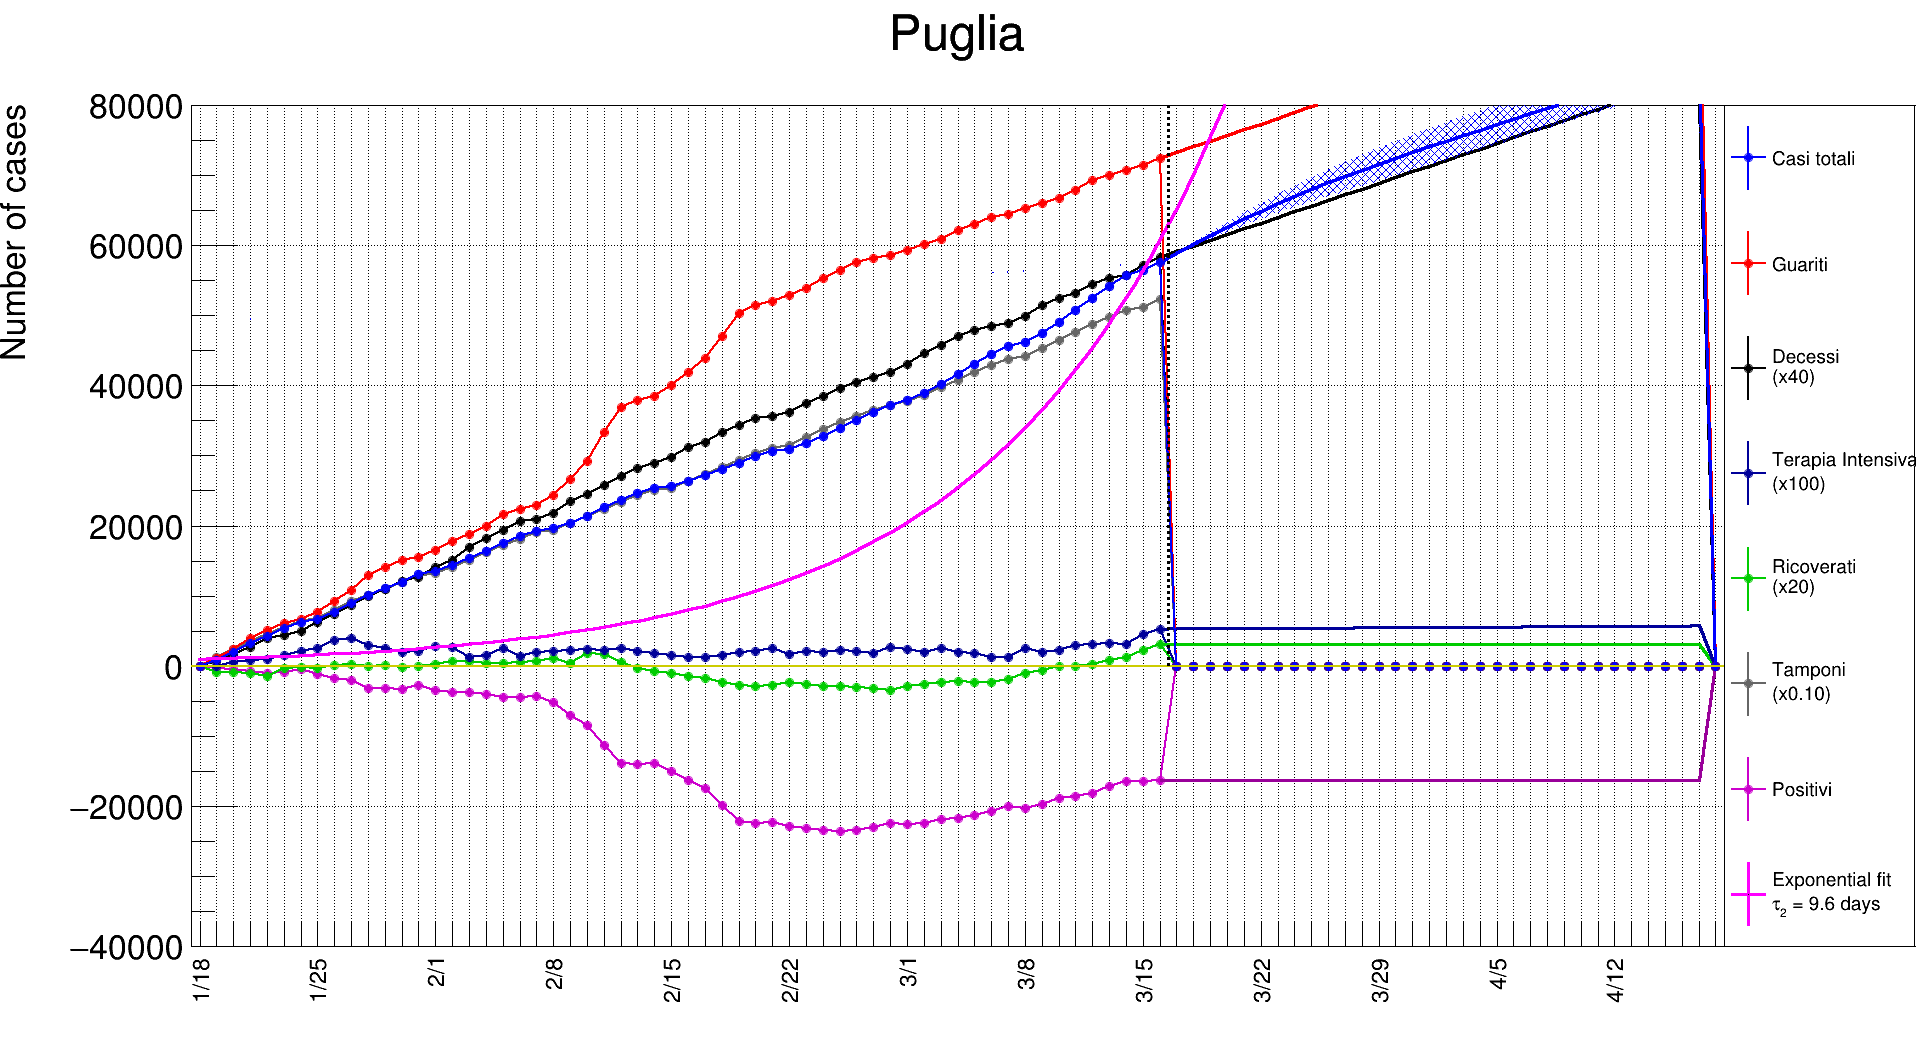 Puglia
Number of cases
80000
60000
40000
20000
0
−20000
−40000
1/18
1/25
2/1
2/8
2/15
2/22
3/1
3/8
3/15
3/22
3/29
4/5
4/12
Casi totali
Guariti
Decessi
(x40)
Terapia Intensiva
(x100)
Ricoverati
(x20)
Tamponi
(x0.10)
Positivi
Exponential fit
τ2 = 9.6 days